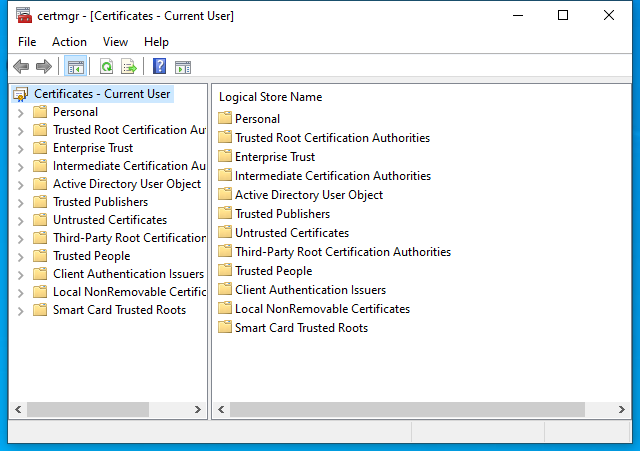 certmgr - [Certificates - Current User]
File Action View Help
Certificates - Current User
Personal
Trusted Root Certification Au
Enterprise Trust
Intermediate Certification Au
Active Directory User Object
Trusted Publishers
Untrusted Certificates
Third-Party Root Certification
Trusted People
Client Authentication Issuers
Local NonRemovable Certific
Smart Card Trusted Roots
Logical Store Name
Personal
Trusted Root Certification Authorities
Enterprise Trust
Intermediate Certification Authorities
Active Directory User Object
Trusted Publishers
Untrusted Certificates
Third-Party Root Certification Authorities
Trusted People
Client Authentication Issuers
Local NonRemovable Certificates
Smart Card Trusted Roots